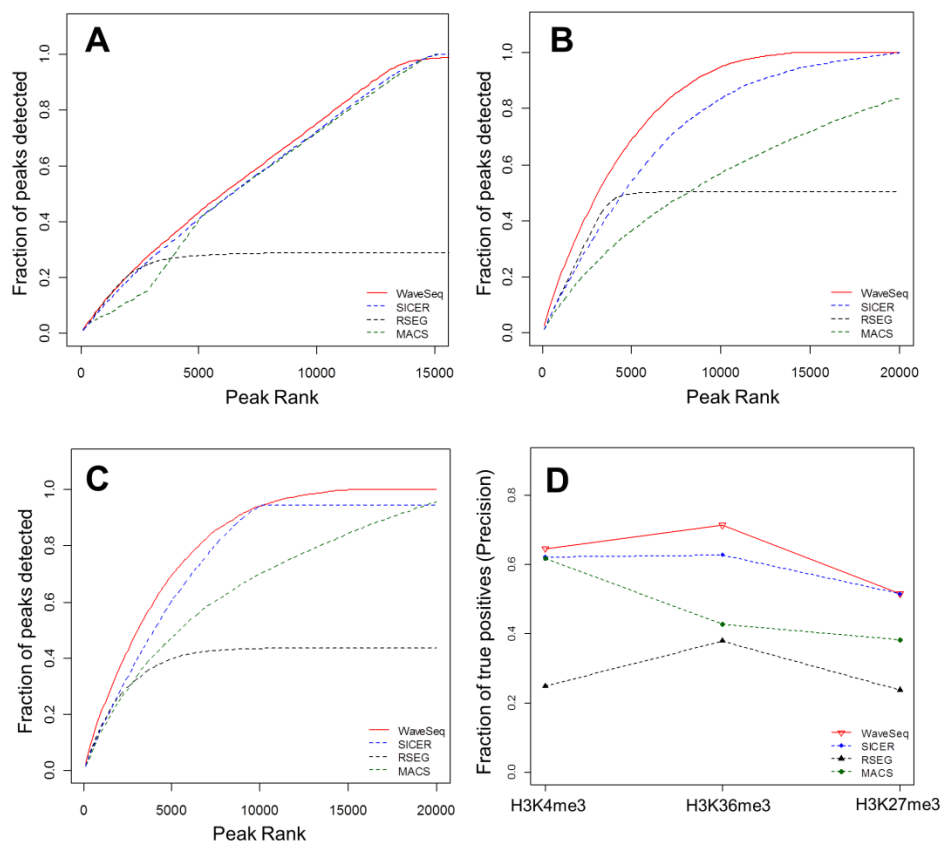 A
Fraction of peaks detected
0.0 0.2 0.4 0.6 0.8 1.0
WaveSeq
SICER
RSEG
MACS
0 5000 10000 15000
Peak Rank
B
Fraction of peaks detected
0.0 0.2 0.4 0.6 0.8 1.0
WaveSeq
SICER
RSEG
MACS
0 5000 10000 15000 20000
Peak Rank
C
Fraction of peaks detected
0.0 0.2 0.4 0.6 0.8 1.0
WaveSeq
SICER
RSEG
MACS
0 5000 10000 15000 20000
Peak Rank
D
Fraction of true positives (Precision)
0.0 0.2 0.4 0.6 0.8
WaveSeq
SICER
RSEG
MACS
H3K4me3 H3K36me3 H3K27me3